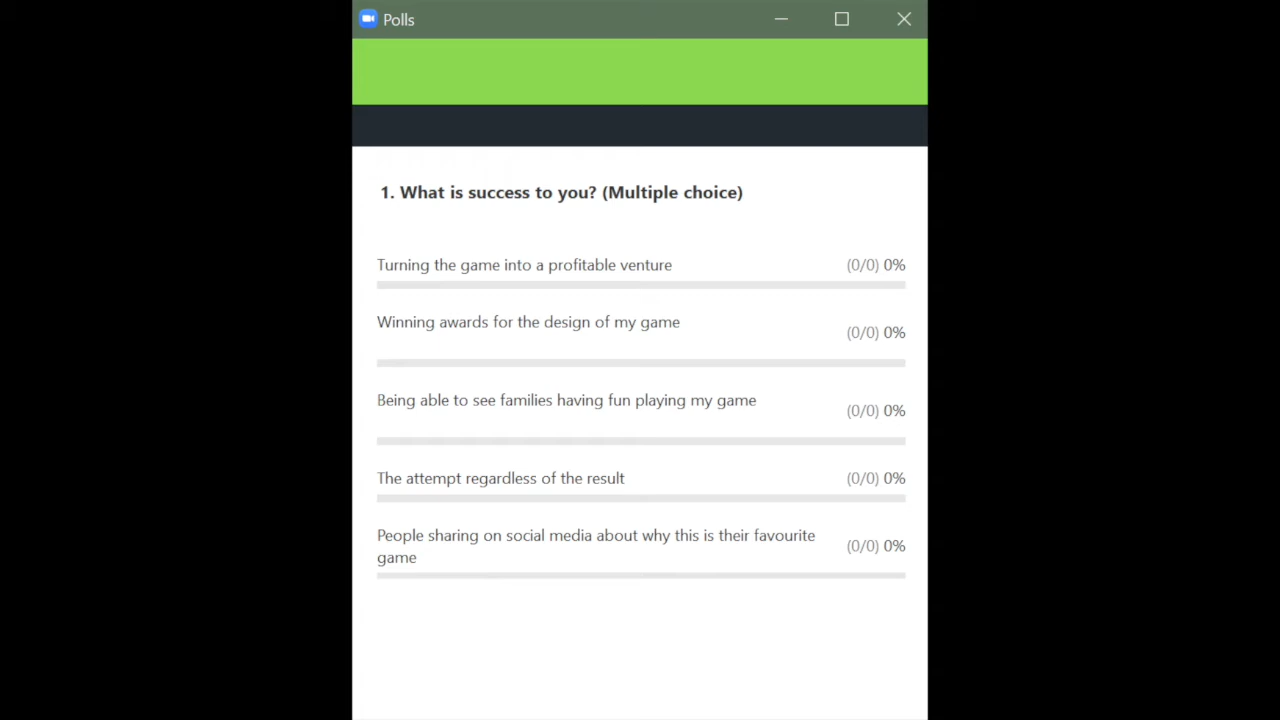 Polls
1. What is success to you? (Multiple choice)
Turning the game into a profitable venture (0/0) 0%
Winning awards for the design of my game (0/0) 0%
Being able to see families having fun playing my game (0/0) 0%
The attempt regardless of the result (0/0) 0%
People sharing on social media about why this is their favourite
game (0/0) 0%